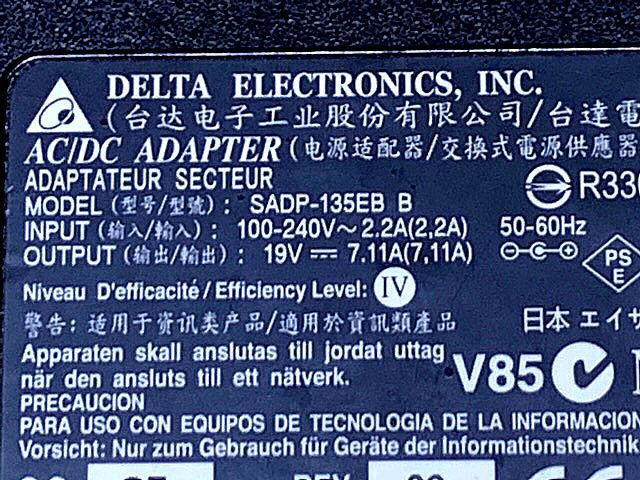 DELTA ELECTRONICS, INC.
(台达电子工业股份有限公司/台達電
AC/DC ADAPTER (电源适配器/交換式電源供應器
ADAPTATEUR SECTEUR
MODEL (型号/型號) : SADP-135EB B
R330
INPUT (输入/輸入) : 100-240V~ 2.2A(2,2A) 50-60Hz
OUTPUT (输出/輸出) : 19V ⎓ 7.11A(7,11A)
PS
E
Niveau D'efficacité / Efficiency Level: IV
警告: 适用于资讯类产品/適用於資訊類產品
日本 エイサ
Apparaten skall anslutas till jordat uttag
när den ansluts till ett nätverk.
V85
PRECAUCION
PARA USO CON EQUIPOS DE TECNOLOGIA DE LA INFORMACION
Vorsicht: Nur zum Gebrauch für Geräte der Informationstechnik